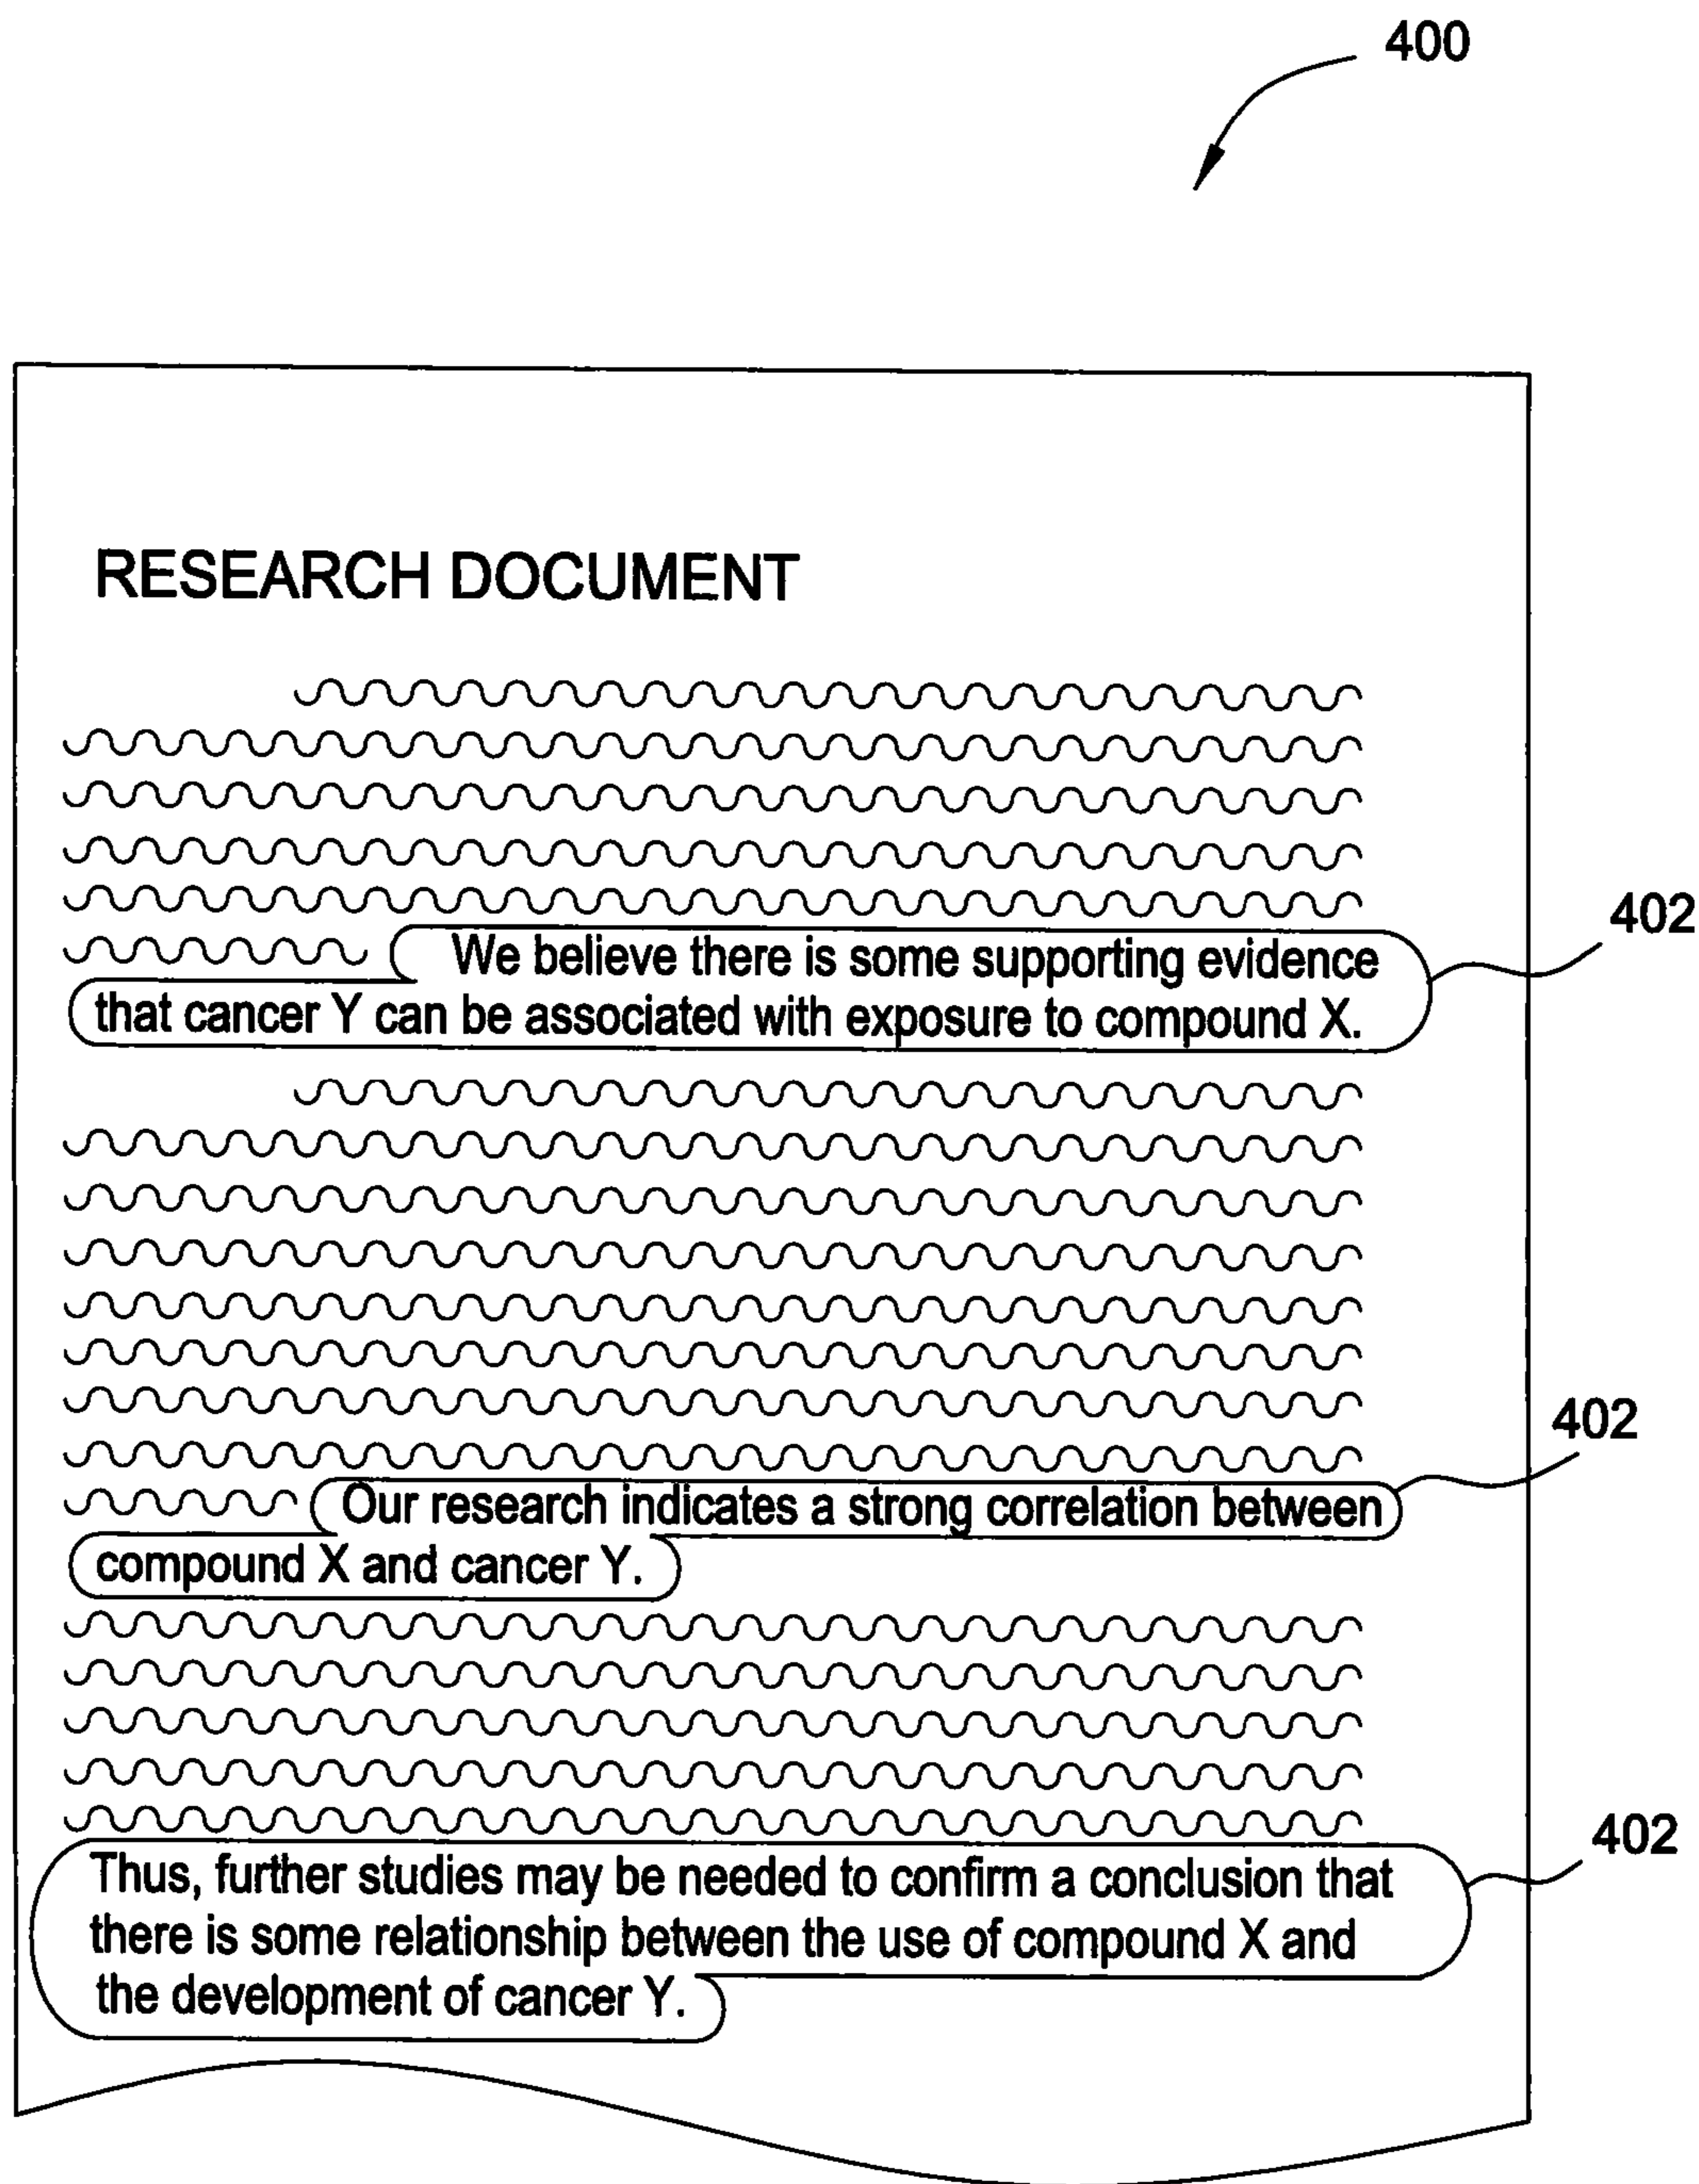 400
RESEARCH DOCUMENT
We believe there is some supporting evidence
402
that cancer Y can be associated with exposure to compound X.
402
Our research indicates a strong correlation between
compound X and cancer Y.
402
Thus, further studies may be needed to confirm a conclusion that
there is some relationship between the use of compound X and
the development of cancer Y.